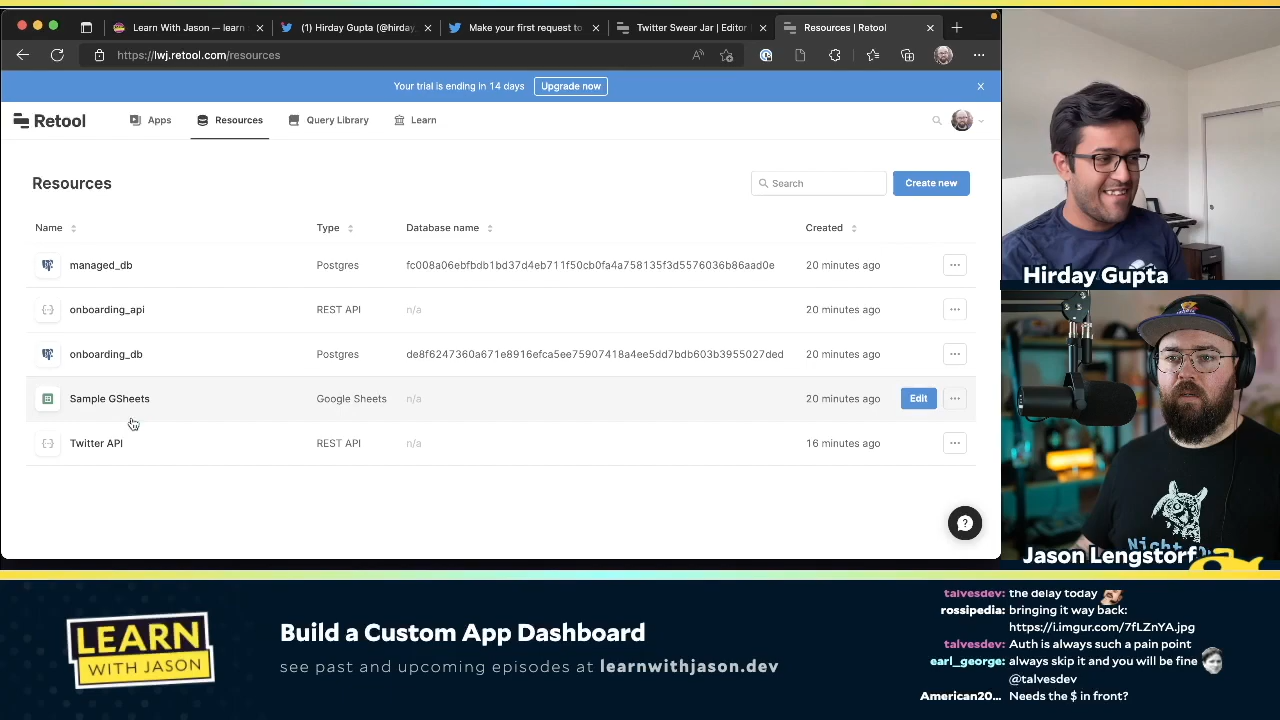 Learn With Jason — learn
(1) Hirday Gupta (@hirday
Make your first request to
Twitter Swear Jar | Editor
Resources | Retool
https://lwj.retool.com/resources
Your trial is ending in 14 days
Upgrade now
Retool
Apps
Resources
Query Library
Learn
Resources
Search
Create new
Name
Type
Database name
Created
managed_db
Postgres
fc008a06ebfbdb1bd37d4eb711f50cb0fa4a758135f3d5576036b86aad0e
20 minutes ago
onboarding_api
REST API
n/a
20 minutes ago
onboarding_db
Postgres
de8f6247360a671e8916efca5ee75907418a4ee5dd7bdb603b3955027ded
20 minutes ago
Sample GSheets
Google Sheets
n/a
20 minutes ago
Edit
Twitter API
REST API
n/a
16 minutes ago
Hirday Gupta
Jason Lengstorf
LEARN
WITH JASON
Build a Custom App Dashboard
see past and upcoming episodes at learnwithjason.dev
talvesdev: the delay today
rossipedia: bringing it way back:
https://i.imgur.com/7fLZnYA.jpg
talvesdev: Auth is always such a pain point
earl_george: always skip it and you will be fine
@talvesdev
American20... Needs the $ in front?